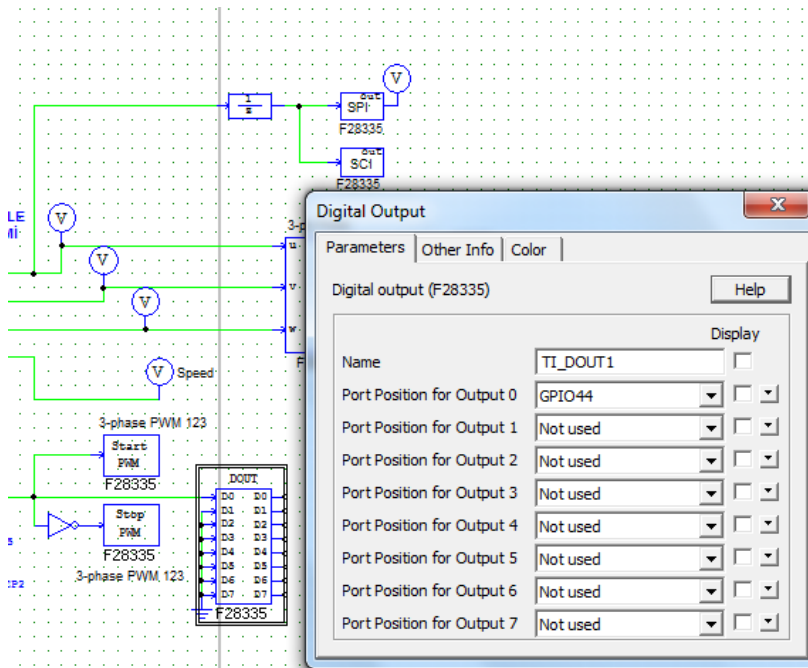 V
1
z
out
SPI
F28335
out
SCI
F28335
LE
Mİ
V
V
V
3-p
u
v
w
F
V Speed
3-phase PWM 123
Start
PWM
F28335
Stop
PWM
F28335
3-phase PWM 123
DOUT
D0 D0
D1 D1
D2 D2
D3 D3
D4 D4
D5 D5
D6 D6
D7 D7
F28335
Digital Output
Parameters Other Info Color
Digital output (F28335) Help
Display
Name TI_DOUT1
Port Position for Output 0 GPIO44
Port Position for Output 1 Not used
Port Position for Output 2 Not used
Port Position for Output 3 Not used
Port Position for Output 4 Not used
Port Position for Output 5 Not used
Port Position for Output 6 Not used
Port Position for Output 7 Not used